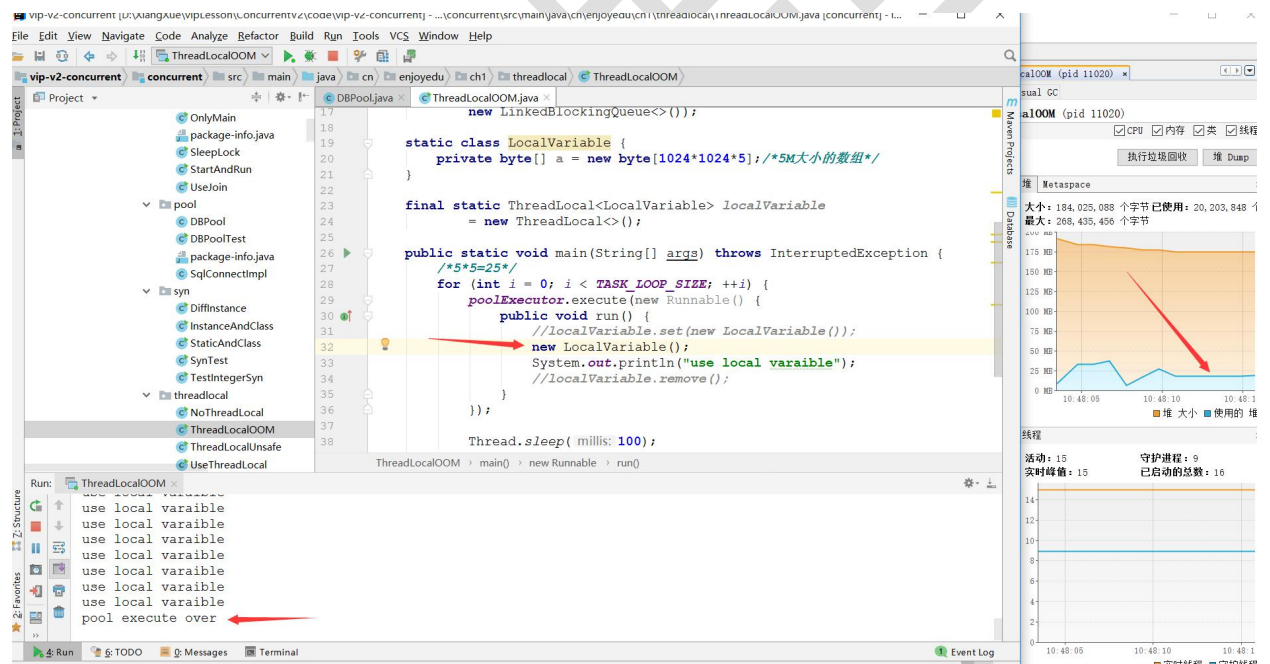 vip-v2-concurrent [D:\XiangXue\vipLesson\ConcurrentV2\code\vip-v2-concurrent] - ...\concurrent\src\main\java\cn\enjoyedu\ch1\threadlocal\ThreadLocalOOM.java [concurrent] - I...
File Edit View Navigate Code Analyze Refactor Build Run Tools VCS Window Help
ThreadLocalOOM
vip-v2-concurrent concurrent src main java cn enjoyedu ch1 threadlocal ThreadLocalOOM
1: Project
Project
OnlyMain
package-info.java
SleepLock
StartAndRun
UseJoin
pool
DBPool
DBPoolTest
package-info.java
SqlConnectImpl
syn
DiffInstance
InstanceAndClass
StaticAndClass
SynTest
TestIntegerSyn
threadlocal
NoThreadLocal
ThreadLocalOOM
ThreadLocalUnsafe
UseThreadLocal
DBPool.java ThreadLocalOOM.java
17 new LinkedBlockingQueue<>());
18
19 static class LocalVariable {
20 private byte[] a = new byte[1024*1024*5];/*5M大小的数组*/
21 }
22
23 final static ThreadLocal<LocalVariable> localVariable
24 = new ThreadLocal<>();
25
26 public static void main(String[] args) throws InterruptedException {
27 /*5*5=25*/
28 for (int i = 0; i < TASK_LOOP_SIZE; ++i) {
29 poolExecutor.execute(new Runnable() {
30 public void run() {
31 //localVariable.set(new LocalVariable());
32 new LocalVariable();
33 System.out.println("use local varaible");
34 //localVariable.remove();
35 }
36 });
37
38 Thread.sleep( millis: 100);
ThreadLocalOOM main() new Runnable run()
Maven Projects
Database
Run: ThreadLocalOOM
use local varaible
use local varaible
use local varaible
use local varaible
use local varaible
use local varaible
use local varaible
use local varaible
pool execute over
Z: Structure
2: Favorites
4: Run 6: TODO 0: Messages Terminal
1 Event Log
calOOM (pid 11020)
sual GC
alOOM (pid 11020)
CPU 内存 类 线程
执行垃圾回收 堆 Dump
堆 Metaspace
大小: 184,025,088 个字节 已使用: 20,203,848 个
最大: 268,435,456 个字节
200 MB
175 MB
150 MB
125 MB
100 MB
75 MB
50 MB
25 MB
0 MB
10:48:05 10:48:10 10:48:1
堆 大小 使用的 堆
线程
活动: 15 守护进程: 9
实时峰值: 15 已启动的总数: 16
14
12
10
8
6
4
2
0
10:48:05 10:48:10 10:48:1
实时线程 守护线程